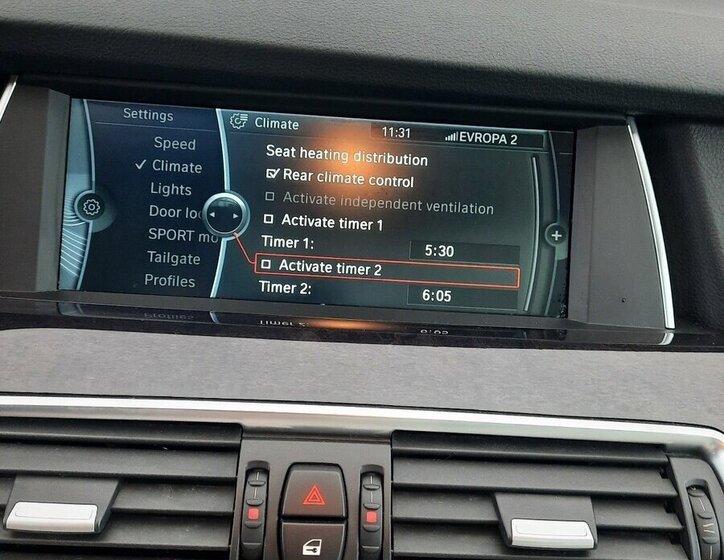 Settings
Climate
11:31
EVROPA 2
Speed
Climate
Lights
Door lo
SPORT mo
Tailgate
Profiles
Seat heating distribution
Rear climate control
Activate independent ventilation
Activate timer 1
Timer 1: 5:30
Activate timer 2
Timer 2: 6:05